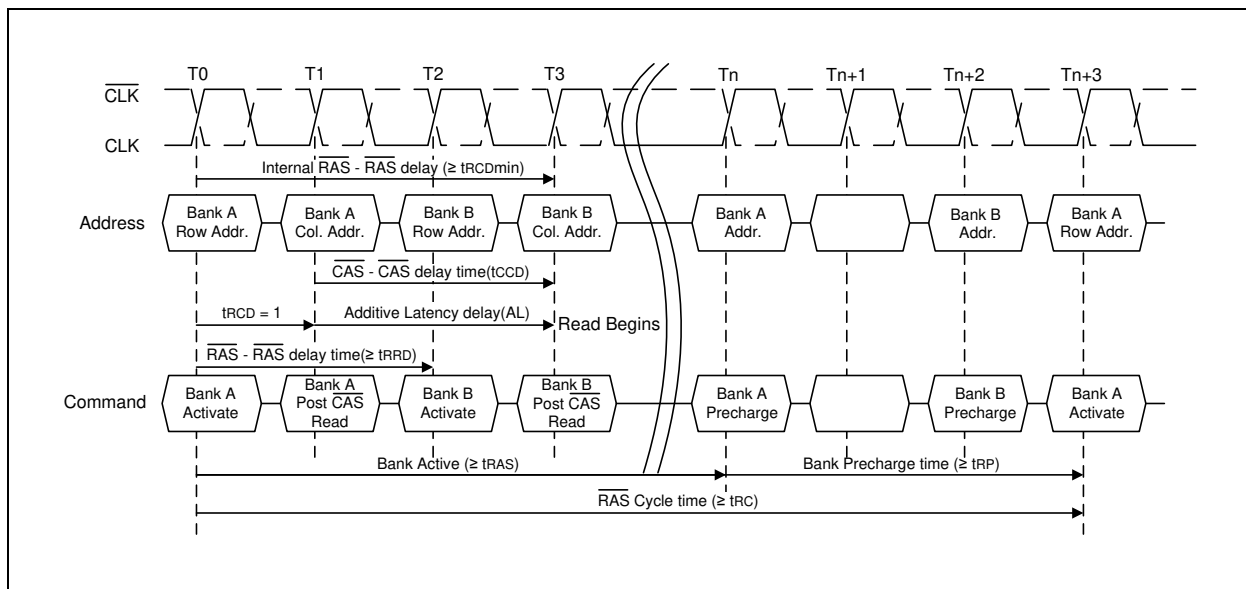 T0 T1 T2 T3 Tn Tn+1 Tn+2 Tn+3
CLK
CLK
Internal RAS - RAS delay (≥ tRCDmin)
Address
Bank A
Row Addr.
Bank A
Col. Addr.
Bank B
Row Addr.
Bank B
Col. Addr.
Bank A
Addr.
Bank B
Addr.
Bank A
Row Addr.
CAS - CAS delay time(tCCD)
tRCD = 1
Additive Latency delay(AL)
Read Begins
RAS - RAS delay time(≥ tRRD)
Command
Bank A
Activate
Bank A
Post CAS
Read
Bank B
Activate
Bank B
Post CAS
Read
Bank A
Precharge
Bank B
Precharge
Bank A
Activate
Bank Active (≥ tRAS)
Bank Precharge time (≥ tRP)
RAS Cycle time (≥ tRC)